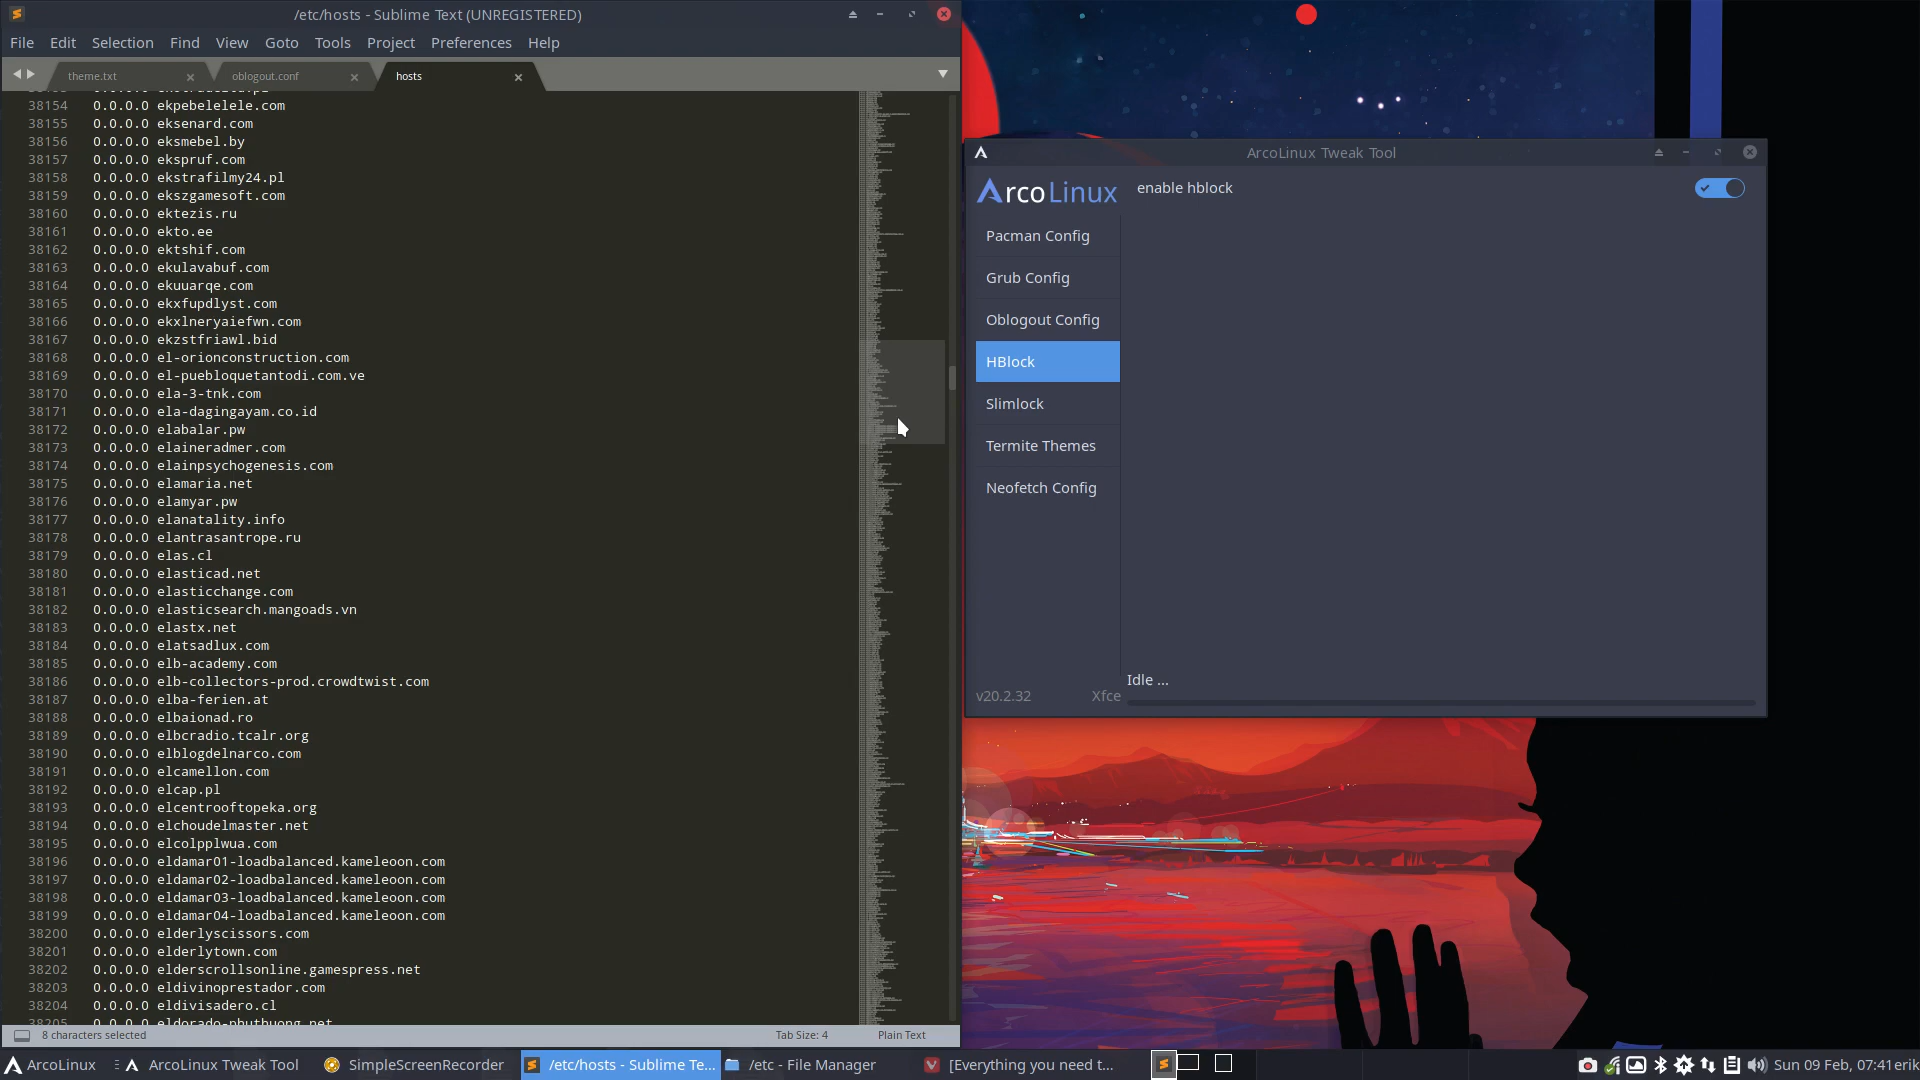 /etc/hosts - Sublime Text (UNREGISTERED)
File Edit Selection Find View Goto Tools Project Preferences Help
theme.txt oblogout.conf hosts
38154 0.0.0.0 ekpebelelele.com
38155 0.0.0.0 eksenard.com
38156 0.0.0.0 eksmebel.by
38157 0.0.0.0 ekspruf.com
38158 0.0.0.0 ekstrafilmy24.pl
38159 0.0.0.0 ekszgamesoft.com
38160 0.0.0.0 ektezis.ru
38161 0.0.0.0 ekto.ee
38162 0.0.0.0 ektshif.com
38163 0.0.0.0 ekulavabuf.com
38164 0.0.0.0 ekuuarqe.com
38165 0.0.0.0 ekxfupdlyst.com
38166 0.0.0.0 ekxlneryaiefwn.com
38167 0.0.0.0 ekzstfriawl.bid
38168 0.0.0.0 el-orionconstruction.com
38169 0.0.0.0 el-puebloquetantodi.com.ve
38170 0.0.0.0 ela-3-tnk.com
38171 0.0.0.0 ela-dagingayam.co.id
38172 0.0.0.0 elabalar.pw
38173 0.0.0.0 elaineradmer.com
38174 0.0.0.0 elainpsychogenesis.com
38175 0.0.0.0 elamaria.net
38176 0.0.0.0 elamyar.pw
38177 0.0.0.0 elanatality.info
38178 0.0.0.0 elantrasantrope.ru
38179 0.0.0.0 elas.cl
38180 0.0.0.0 elasticad.net
38181 0.0.0.0 elasticchange.com
38182 0.0.0.0 elasticsearch.mangoads.vn
38183 0.0.0.0 elastx.net
38184 0.0.0.0 elatsadlux.com
38185 0.0.0.0 elb-academy.com
38186 0.0.0.0 elb-collectors-prod.crowdtwist.com
38187 0.0.0.0 elba-ferien.at
38188 0.0.0.0 elbaionad.ro
38189 0.0.0.0 elbcradio.tcalr.org
38190 0.0.0.0 elblogdelnarco.com
38191 0.0.0.0 elcamellon.com
38192 0.0.0.0 elcap.pl
38193 0.0.0.0 elcentrooftopeka.org
38194 0.0.0.0 elchoudelmaster.net
38195 0.0.0.0 elcolpplwua.com
38196 0.0.0.0 eldamar01-loadbalanced.kameleoon.com
38197 0.0.0.0 eldamar02-loadbalanced.kameleoon.com
38198 0.0.0.0 eldamar03-loadbalanced.kameleoon.com
38199 0.0.0.0 eldamar04-loadbalanced.kameleoon.com
38200 0.0.0.0 elderlyscissors.com
38201 0.0.0.0 elderlytown.com
38202 0.0.0.0 elderscrollsonline.gamespress.net
38203 0.0.0.0 eldivinoprestador.com
38204 0.0.0.0 eldivisadero.cl
38205 0.0.0.0 eldorado-phuthuong.net
8 characters selected Tab Size: 4 Plain Text
ArcoLinux Tweak Tool
ArcoLinux
enable hblock
Pacman Config
Grub Config
Oblogout Config
HBlock
Slimlock
Termite Themes
Neofetch Config
Idle ...
v20.2.32 Xfce
ArcoLinux ArcoLinux Tweak Tool SimpleScreenRecorder /etc/hosts - Sublime Te... /etc - File Manager [Everything you need t... Sun 09 Feb, 07:41 erik